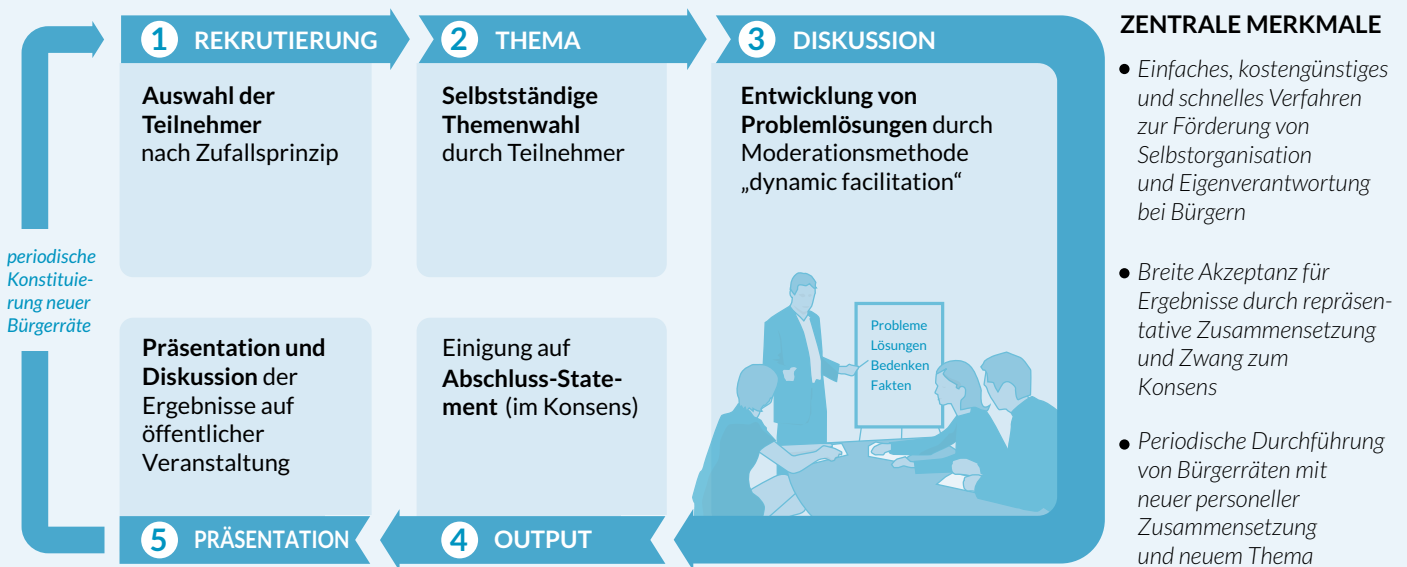 1 REKRUTIERUNG
Auswahl der
Teilnehmer
nach Zufallsprinzip
2 THEMA
Selbstständige
Themenwahl
durch Teilnehmer
3 DISKUSSION
Entwicklung von
Problemlösungen durch
Moderationsmethode
„dynamic facilitation“
Probleme
Lösungen
Bedenken
Fakten
4 OUTPUT
Einigung auf
Abschluss-State-
ment (im Konsens)
5 PRÄSENTATION
Präsentation und
Diskussion der
Ergebnisse auf
öffentlicher
Veranstaltung
periodische
Konstituie-
rung neuer
Bürgerräte
ZENTRALE MERKMALE
• Einfaches, kostengünstiges
und schnelles Verfahren
zur Förderung von
Selbstorganisation
und Eigenverantwortung
bei Bürgern
• Breite Akzeptanz für
Ergebnisse durch repräsen-
tative Zusammensetzung
und Zwang zum
Konsens
• Periodische Durchführung
von Bürgerräten mit
neuer personeller
Zusammensetzung
und neuem Thema